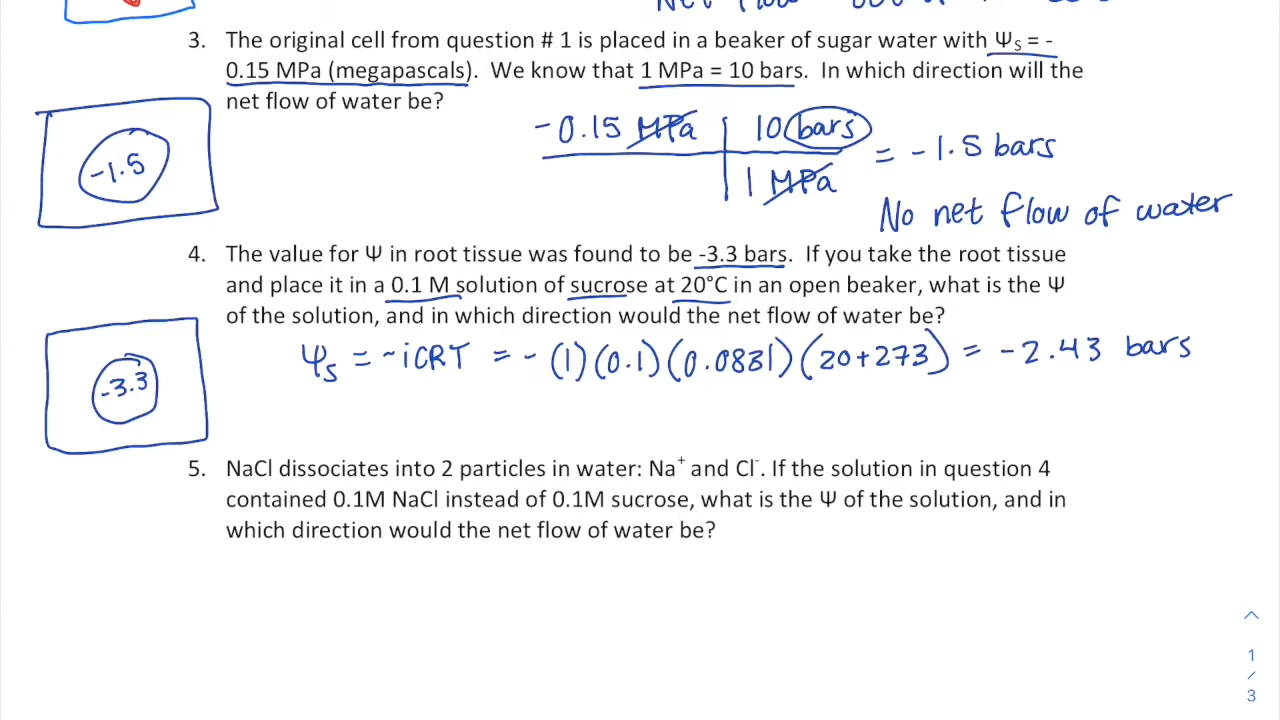 Net flow
3. The original cell from question # 1 is placed in a beaker of sugar water with ΨS = -
0.15 MPa (megapascals). We know that 1 MPa = 10 bars. In which direction will the
net flow of water be?
-0.15 MPa | 10 bars
1 MPa
= -1.5 bars
-1.5
No net flow of water
4. The value for Ψ in root tissue was found to be -3.3 bars. If you take the root tissue
and place it in a 0.1 M solution of sucrose at 20°C in an open beaker, what is the Ψ
of the solution, and in which direction would the net flow of water be?
Ψs = -iCRT = -(1)(0.1)(0.0831)(20+273) = -2.43 bars
-3.3
5. NaCl dissociates into 2 particles in water: Na+ and Cl-. If the solution in question 4
contained 0.1M NaCl instead of 0.1M sucrose, what is the Ψ of the solution, and in
which direction would the net flow of water be?
1
/
3